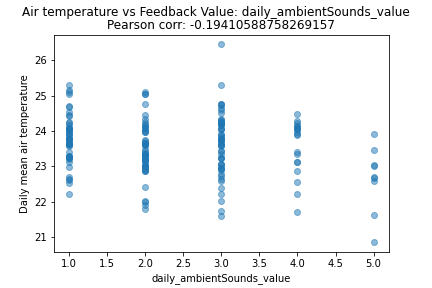 Air temperature vs Feedback Value: daily_ambientSounds_value
Pearson corr: -0.19410588758269157
Daily mean air temperature
26
25
24
23
22
21
1.0 1.5 2.0 2.5 3.0 3.5 4.0 4.5 5.0
daily_ambientSounds_value